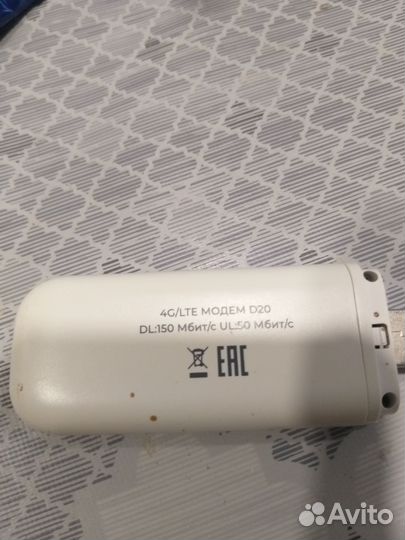 4G/LTE МОДЕМ D20
DL:150 Мбит/с UL:50 Мбит/с
EAC
Avito